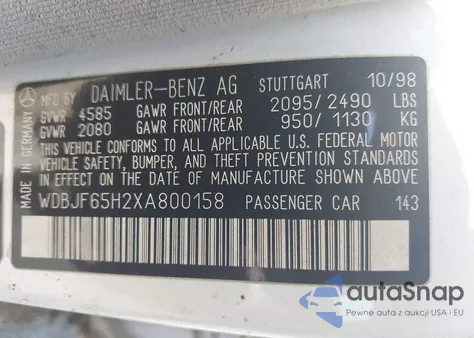 MADE IN GERMANY
MFG BY DAIMLER-BENZ AG STUTTGART 10/98
GVWR 4585 GAWR FRONT/REAR 2095/2490 LBS
GVWR 2080 GAWR FRONT/REAR 950/1130 KG
THIS VEHICLE CONFORMS TO ALL APPLICABLE U.S. FEDERAL MOTOR
VEHICLE SAFETY, BUMPER, AND THEFT PREVENTION STANDARDS
IN EFFECT ON THE DATE OF MANUFACTURE SHOWN ABOVE
WDBJF65H2XA800158 PASSENGER CAR 143
autoSnap
Pewne auta z aukcji USA i EU